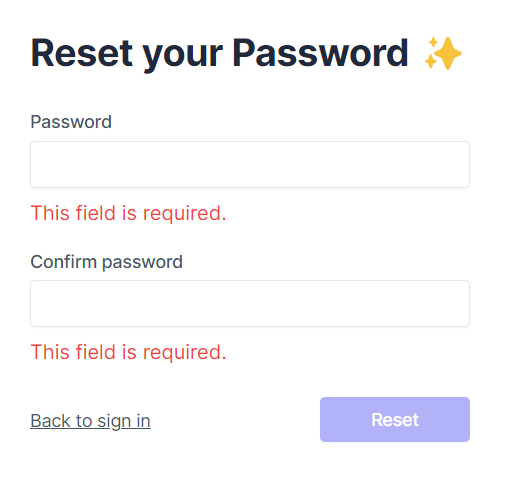 Reset your Password ✨
Password
This field is required.
Confirm password
This field is required.
Back to sign in
Reset